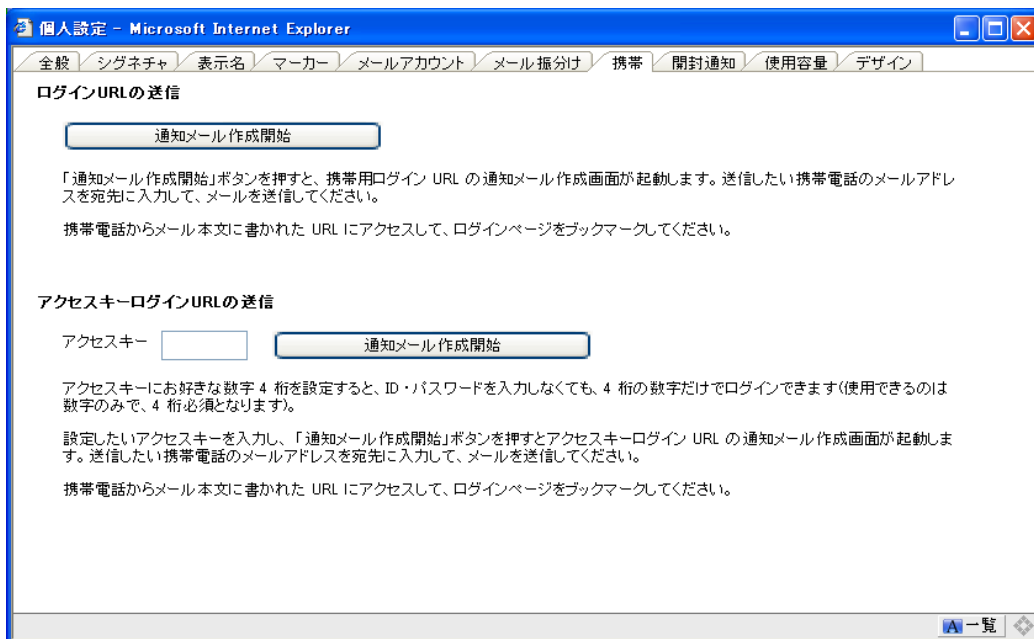 個人設定 - Microsoft Internet Explorer
全般 シグネチャ 表示名 マーカー メールアカウント メール振分け 携帯 開封通知 使用容量 デザイン
ログインURLの送信
通知メール作成開始
「通知メール作成開始」ボタンを押すと、携帯用ログイン URL の通知メール作成画面が起動します。送信したい携帯電話のメールアドレ
スを宛先に入力して、メールを送信してください。
携帯電話からメール本文に書かれた URL にアクセスして、ログインページをブックマークしてください。
アクセスキーログインURLの送信
アクセスキー 通知メール作成開始
アクセスキーにお好きな数字 4 桁を設定すると、ID・パスワードを入力しなくても、4 桁の数字だけでログインできます(使用できるのは
数字のみで、4 桁必須となります)。
設定したいアクセスキーを入力し、「通知メール作成開始」ボタンを押すとアクセスキーログイン URL の通知メール作成画面が起動しま
す。送信したい携帯電話のメールアドレスを宛先に入力して、メールを送信してください。
携帯電話からメール本文に書かれた URL にアクセスして、ログインページをブックマークしてください。
A 一覧